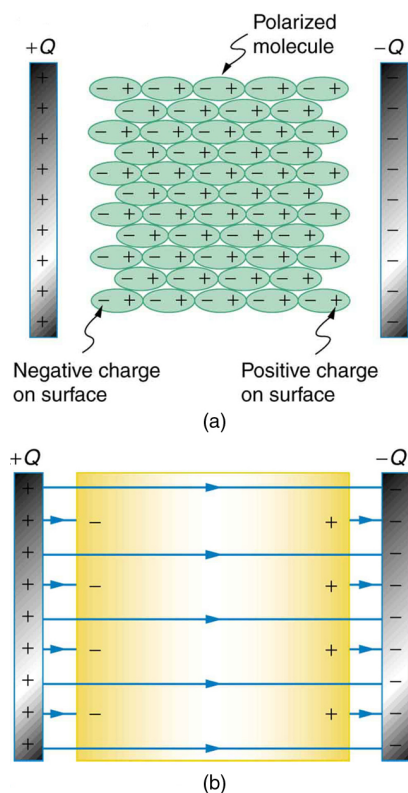 Polarized
molecule
+Q
−Q
Negative charge
on surface
Positive charge
on surface
(a)
+Q
−Q
(b)